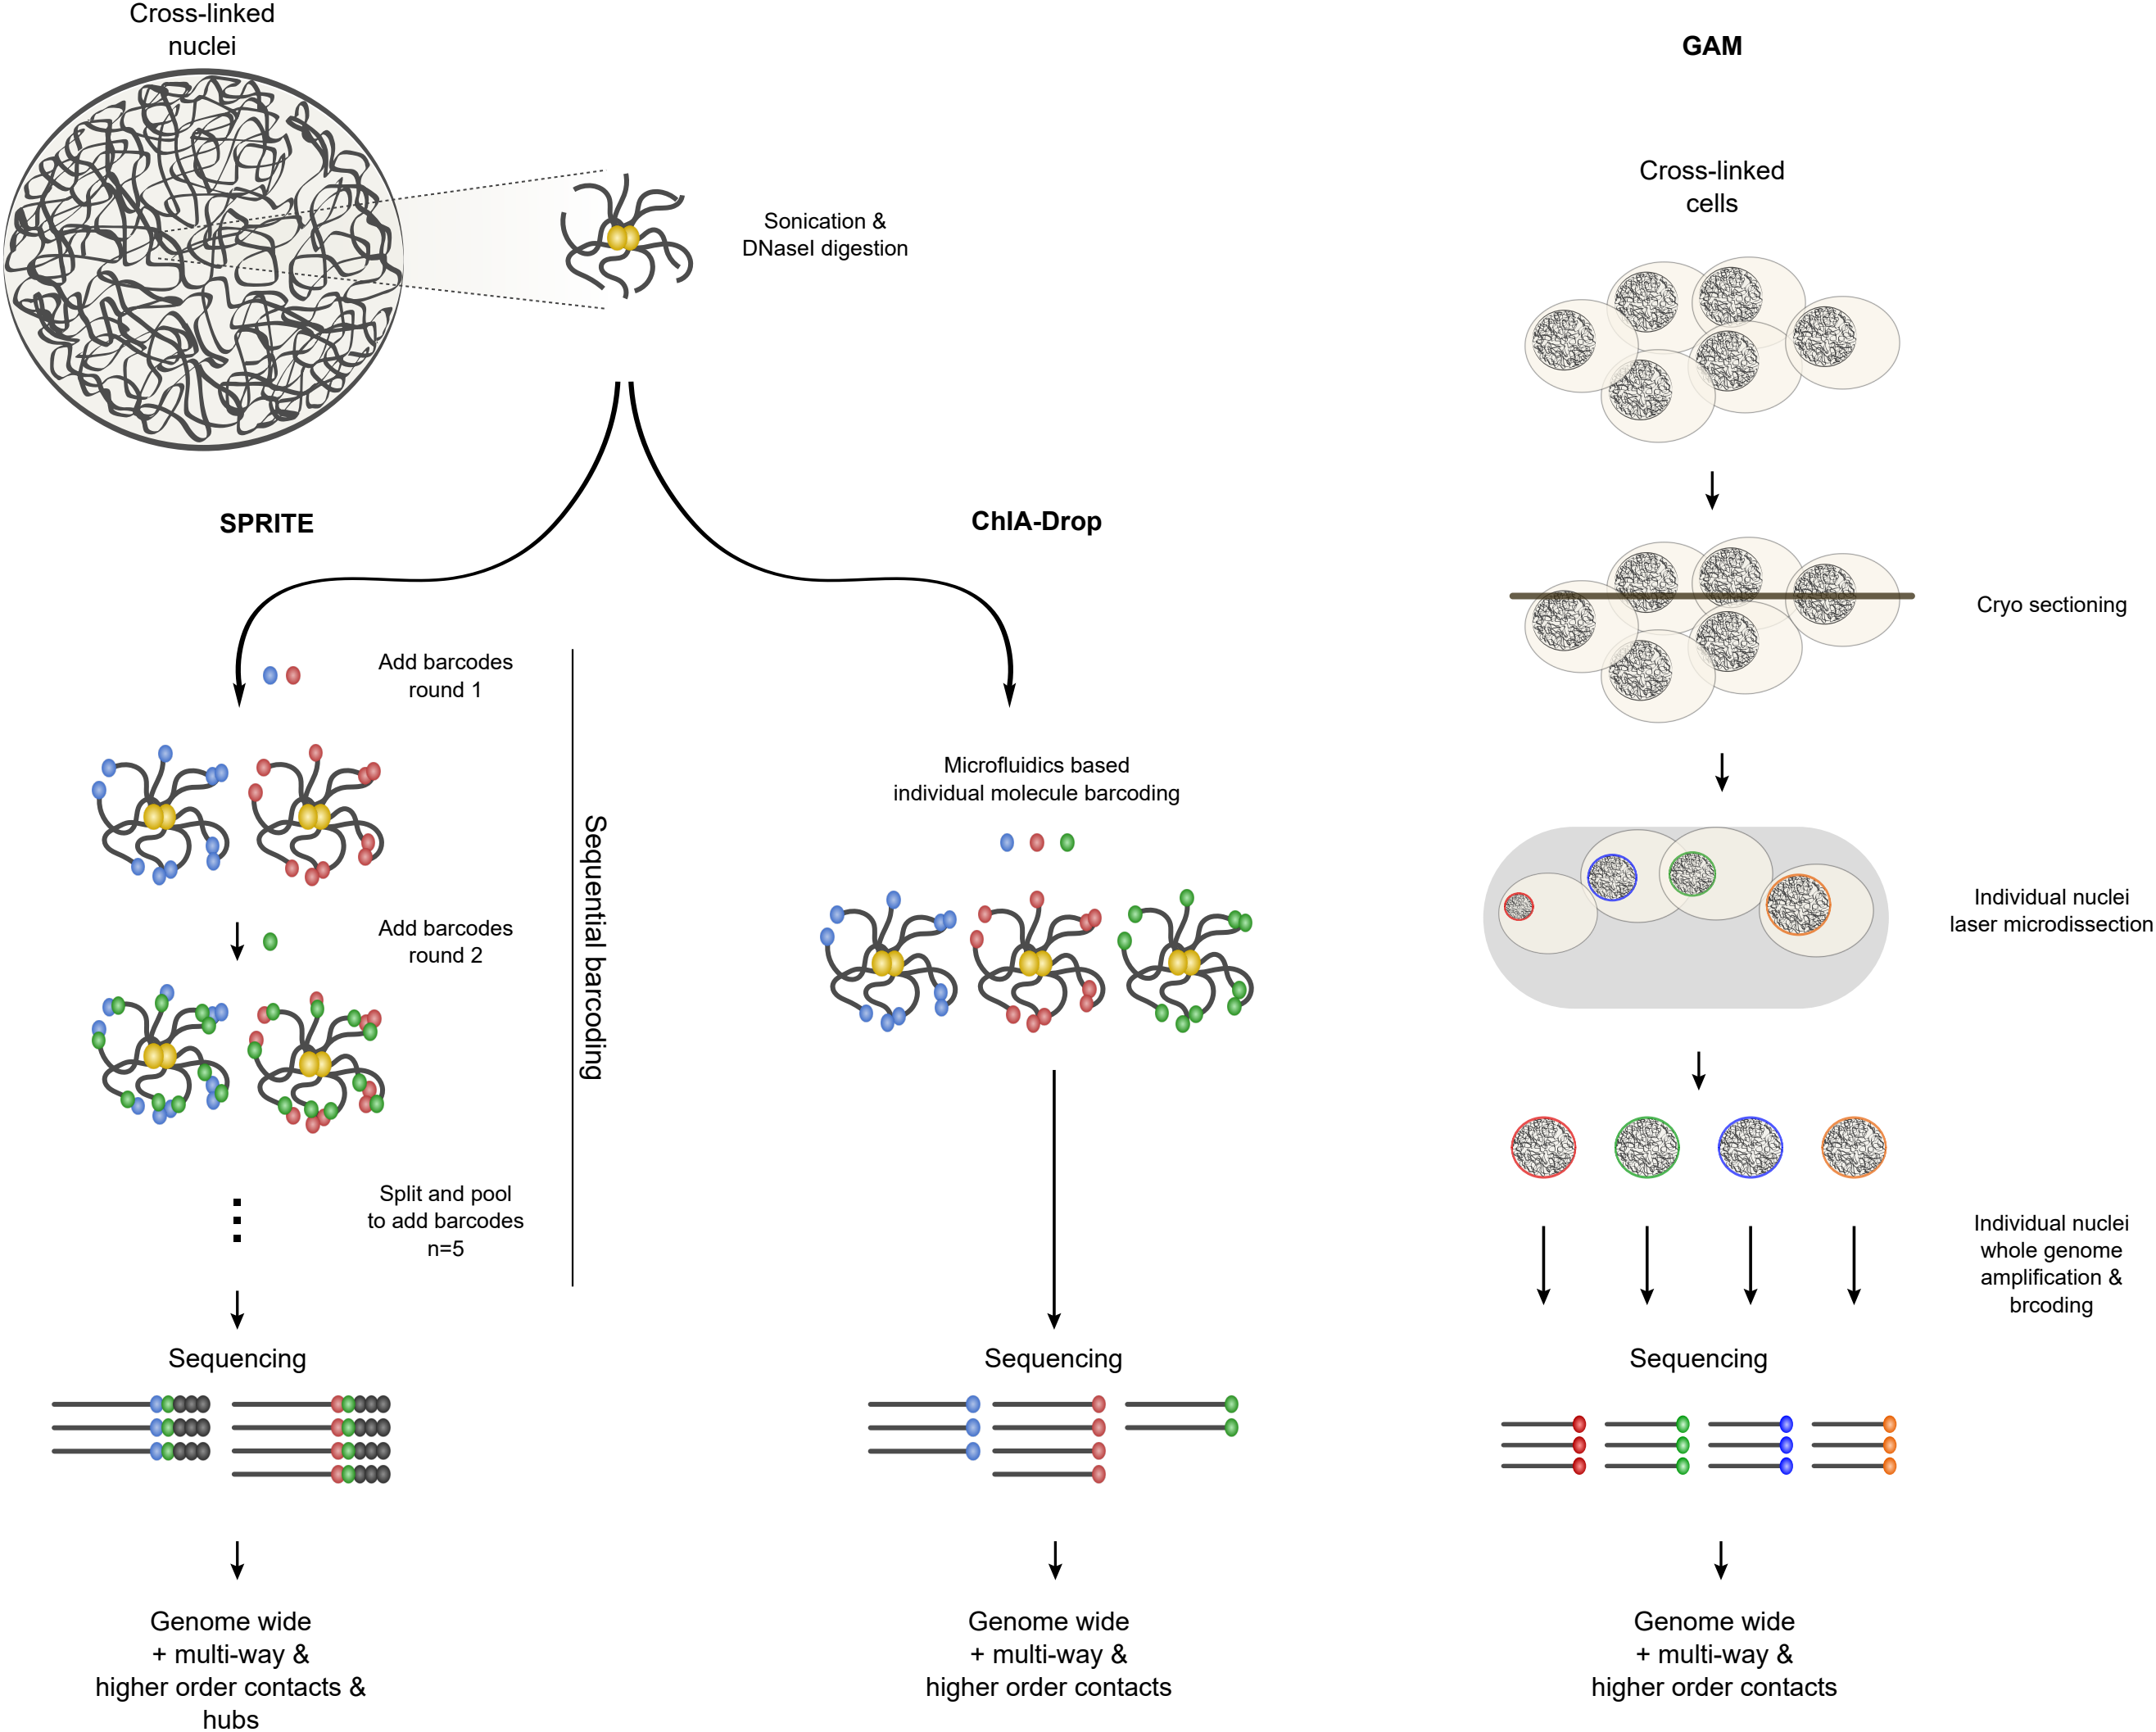 Cross-linked
nuclei
Sonication &
DNaseI digestion
SPRITE
ChIA-Drop
Add barcodes
round 1
Add barcodes
round 2
Split and pool
to add barcodes
n=5
Sequential barcoding
Sequencing
Genome wide
+ multi-way &
higher order contacts &
hubs
Microfluidics based
individual molecule barcoding
Sequencing
Genome wide
+ multi-way &
higher order contacts
GAM
Cross-linked
cells
Cryo sectioning
Individual nuclei
laser microdissection
Individual nuclei
whole genome
amplification &
brcoding
Sequencing
Genome wide
+ multi-way &
higher order contacts